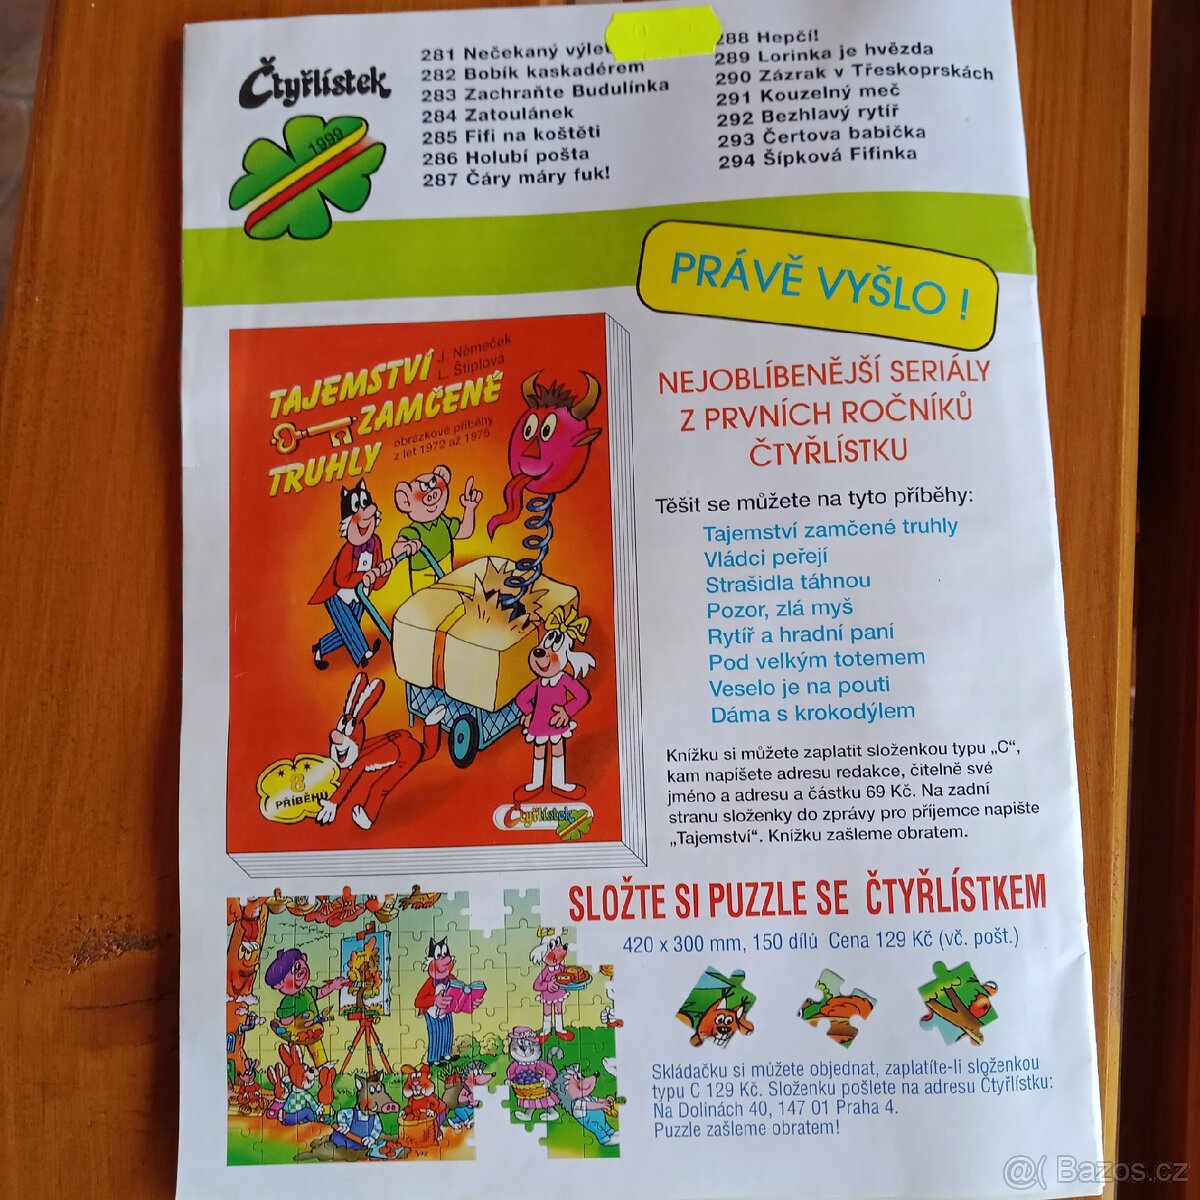 Čtyřlístek
1999
281 Nečekaný
282 Bobík kaskadérem
283 Zachraňte Budulínka
284 Zatoulánek
285 Fifi na koštěti
286 Holubí pošta
287 Čáry máry fuk!
288 Hepčí!
289 Lorinka je hvězda
290 Zázrak v Třeskoprskách
291 Kouzelný meč
292 Bezhlavý rytíř
293 Čertova babička
294 Šípková Fifinka
PRÁVĚ VYŠLO !
J. Němeček
L. Štíplová
TAJEMSTVÍ
ZAMČENÉ
TRUHLY
obrázkové příběhy
z let 1972 až 1975
8
PŘÍBĚHŮ
Čtyřlístek
NEJOBLÍBENĚJŠÍ SERIÁLY
Z PRVNÍCH ROČNÍKŮ
ČTYŘLÍSTKU
Těšit se můžete na tyto příběhy:
Tajemství zamčené truhly
Vládci peřejí
Strašidla táhnou
Pozor, zlá myš
Rytíř a hradní paní
Pod velkým totemem
Veselo je na pouti
Dáma s krokodýlem
Knížku si můžete zaplatit složenkou typu „C“,
kam napíšete adresu redakce, čitelně své
jméno a adresu a částku 69 Kč. Na zadní
stranu složenky do zprávy pro příjemce napište
„Tajemství“. Knížku zašleme obratem.
SLOŽTE SI PUZZLE SE ČTYŘLÍSTKEM
420 x 300 mm, 150 dílů Cena 129 Kč (vč. pošt.)
Skládačku si můžete objednat, zaplatíte-li složenkou
typu C 129 Kč. Složenku pošlete na adresu Čtyřlístku:
Na Dolinách 40, 147 01 Praha 4.
Puzzle zašleme obratem!
@( Bazos.cz